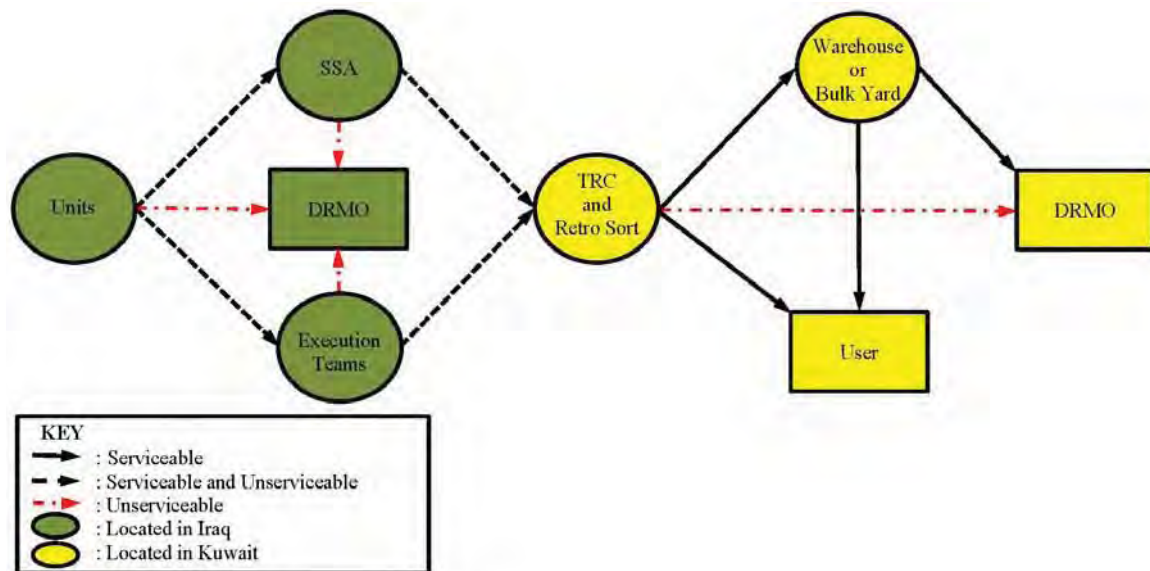 SSA
Warehouse
or
Bulk Yard
Units
DRMO
TRC
and
Retro Sort
DRMO
Execution
Teams
User
KEY
: Serviceable
: Serviceable and Unserviceable
: Unserviceable
: Located in Iraq
: Located in Kuwait